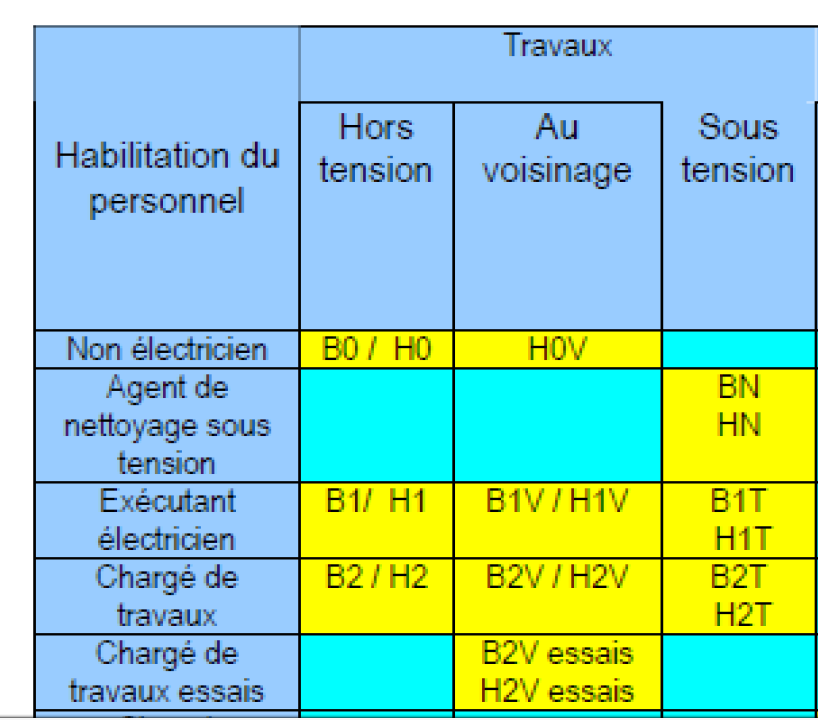 Travaux
Habilitation du
personnel
Hors
tension
Au
voisinage
Sous
tension
Non électricien
B0 / H0
H0V
Agent de
nettoyage sous
tension
BN
HN
Exécutant
électricien
B1/ H1
B1V / H1V
B1T
H1T
Chargé de
travaux
B2 / H2
B2V / H2V
B2T
H2T
Chargé de
travaux essais
B2V essais
H2V essais